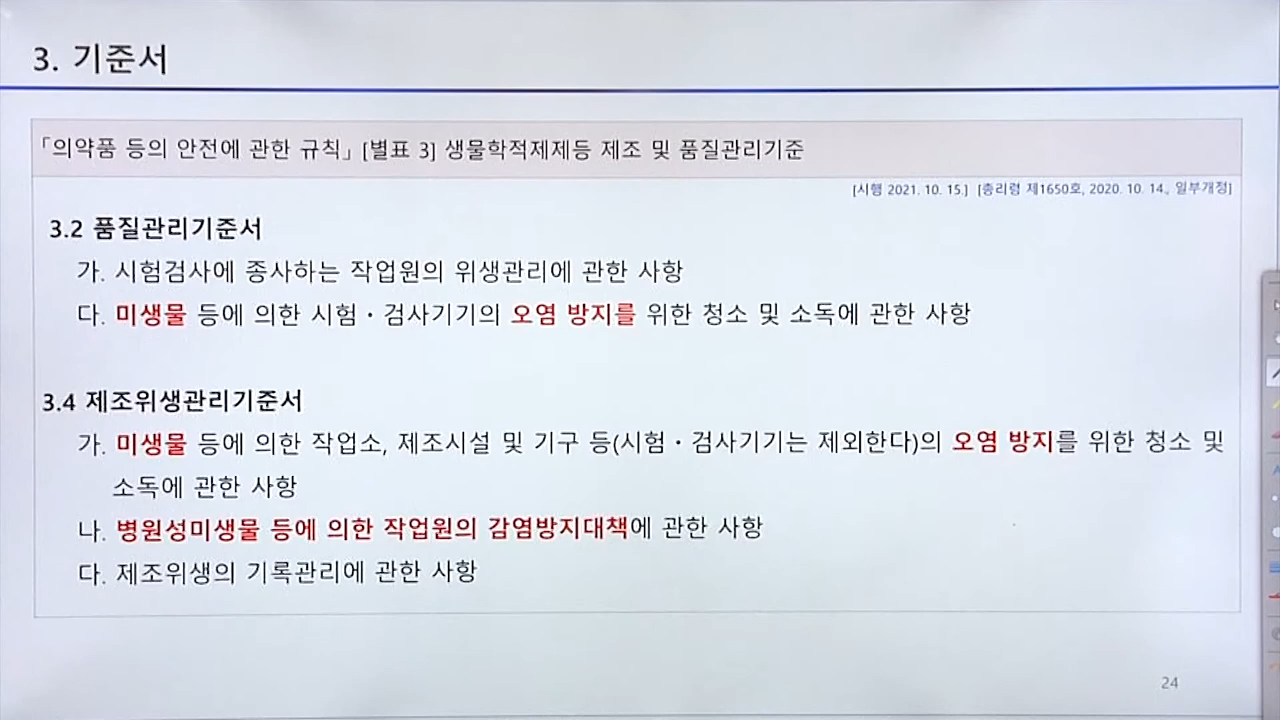 3. 기준서
「의약품 등의 안전에 관한 규칙」 [별표 3] 생물학적제제등 제조 및 품질관리기준
[시행 2021. 10. 15.] [총리령 제1650호, 2020. 10. 14., 일부개정]
3.2 품질관리기준서
가. 시험검사에 종사하는 작업원의 위생관리에 관한 사항
다. 미생물 등에 의한 시험·검사기기의 오염 방지를 위한 청소 및 소독에 관한 사항
3.4 제조위생관리기준서
가. 미생물 등에 의한 작업소, 제조시설 및 기구 등(시험·검사기기는 제외한다)의 오염 방지를 위한 청소 및
소독에 관한 사항
나. 병원성미생물 등에 의한 작업원의 감염방지대책에 관한 사항
다. 제조위생의 기록관리에 관한 사항
24